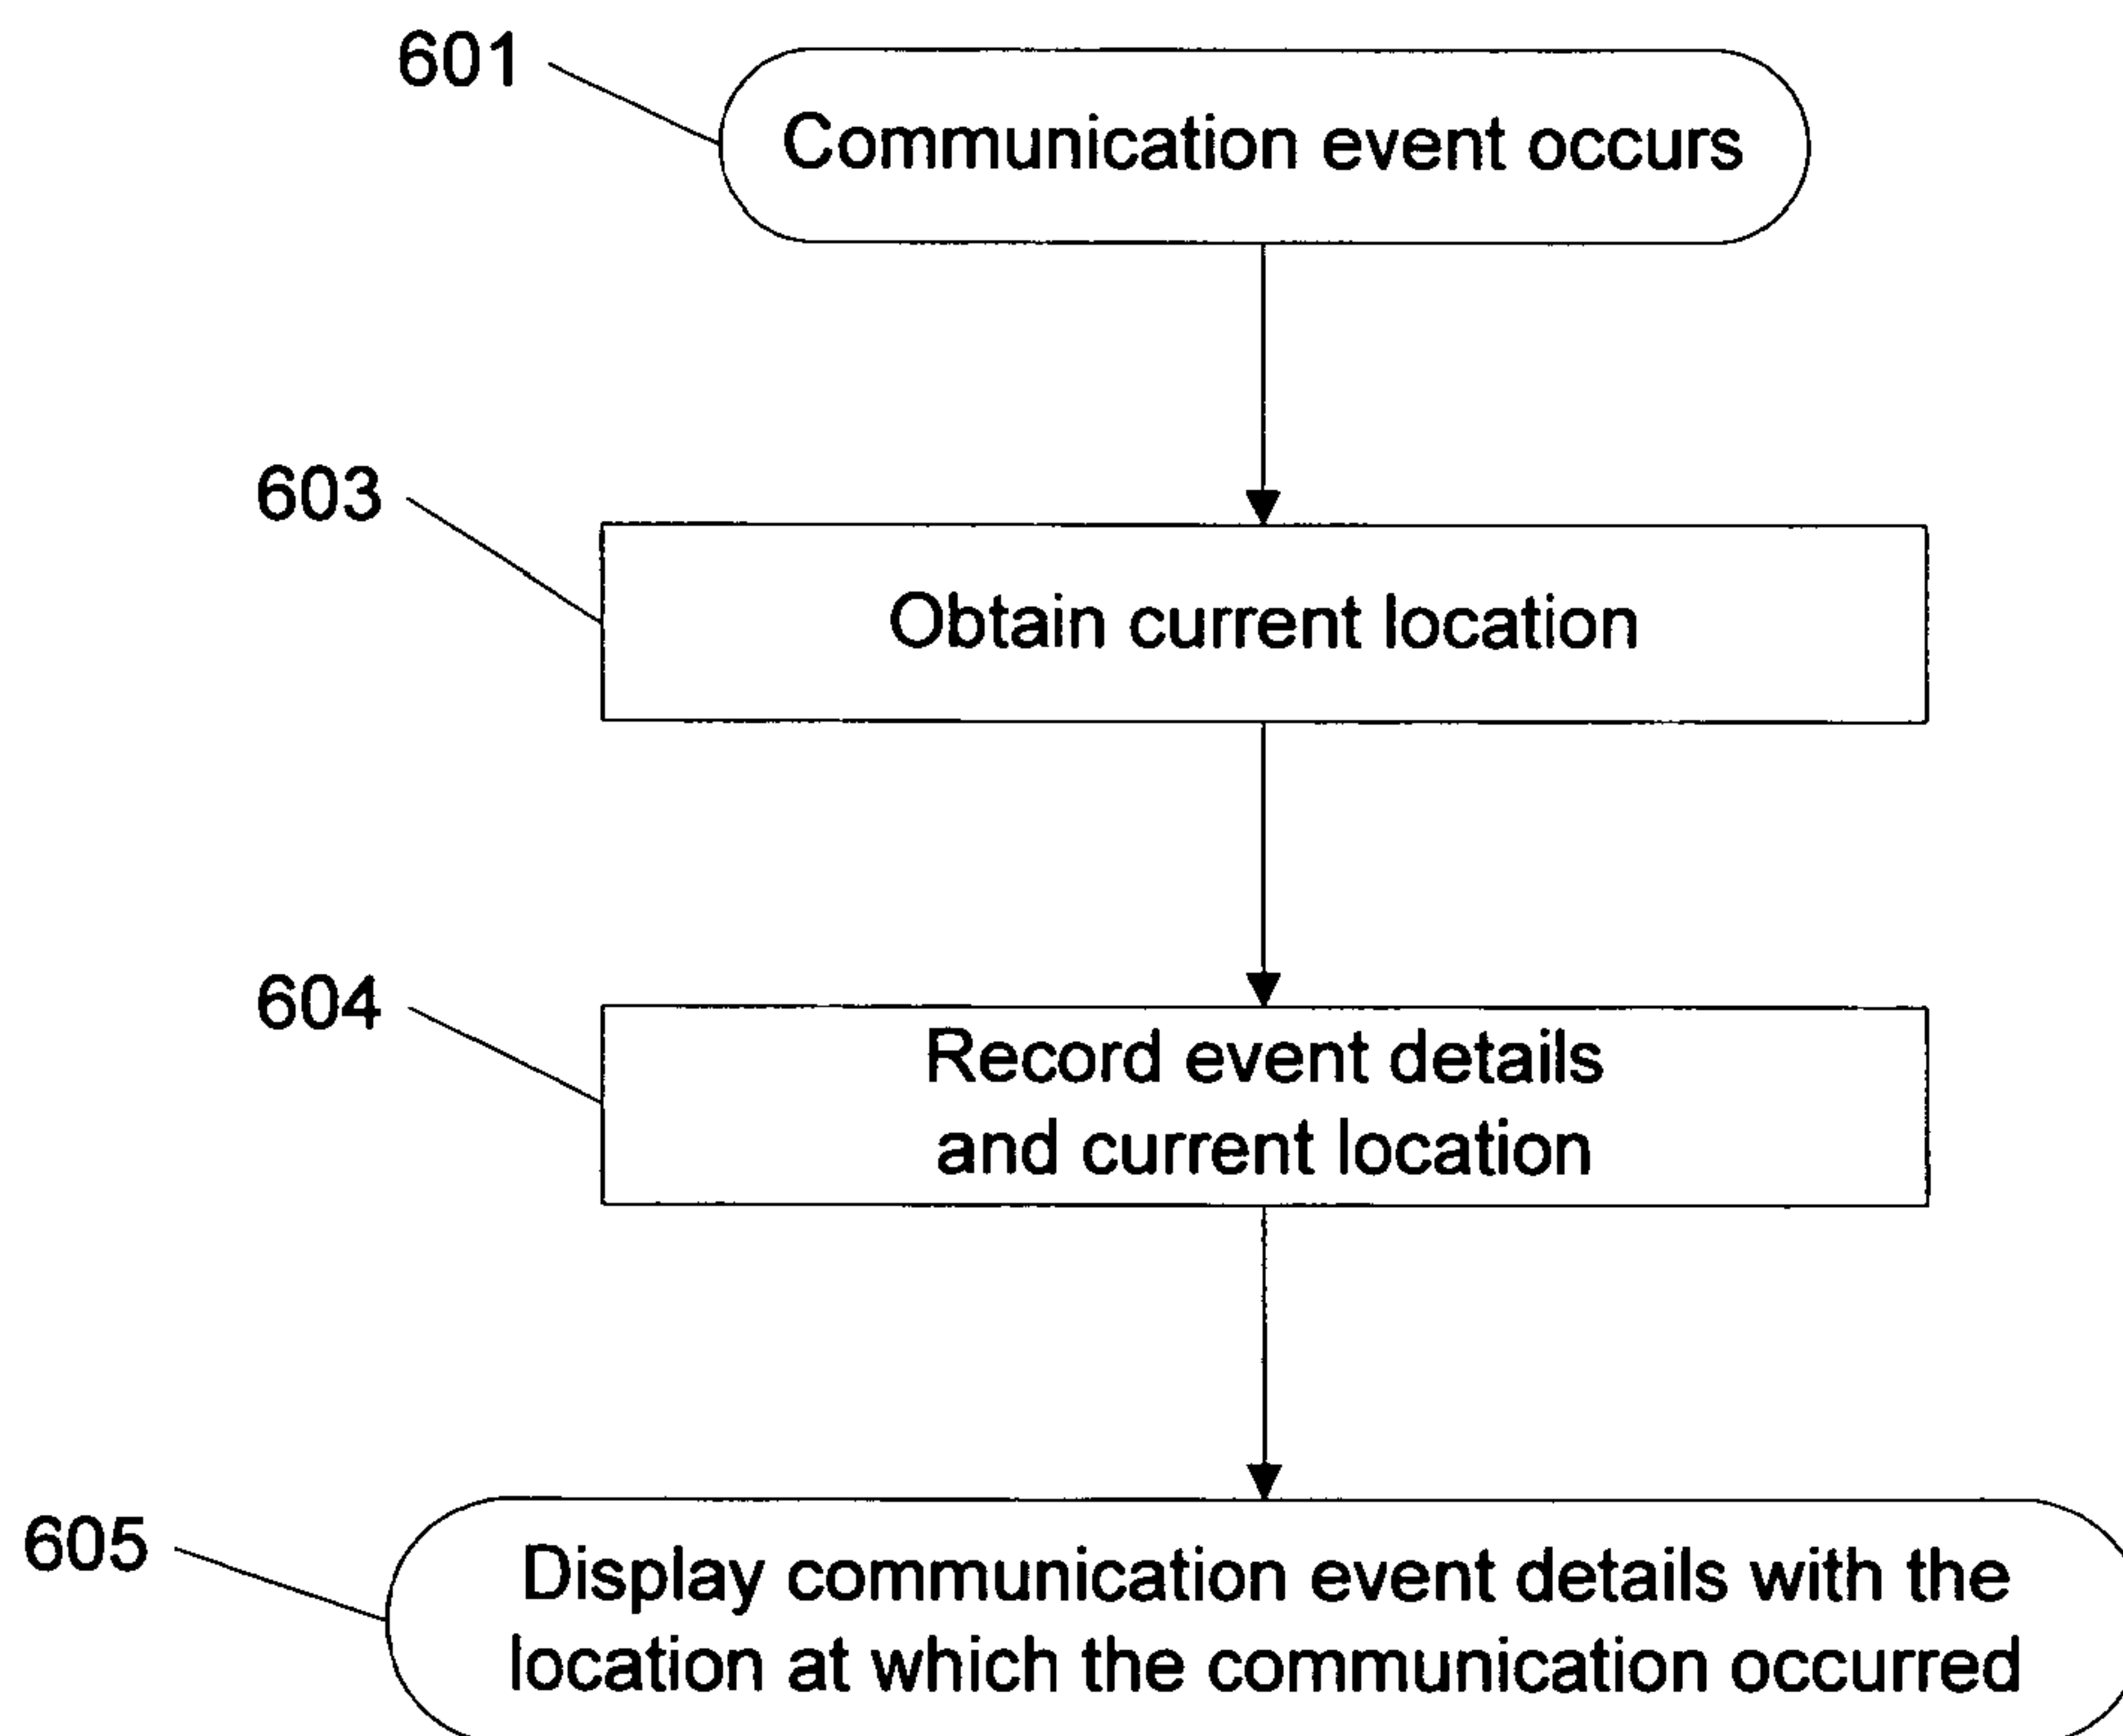 601
Communication event occurs
603
Obtain current location
604
Record event details
and current location
605
Display communication event details with the
location at which the communication occurred